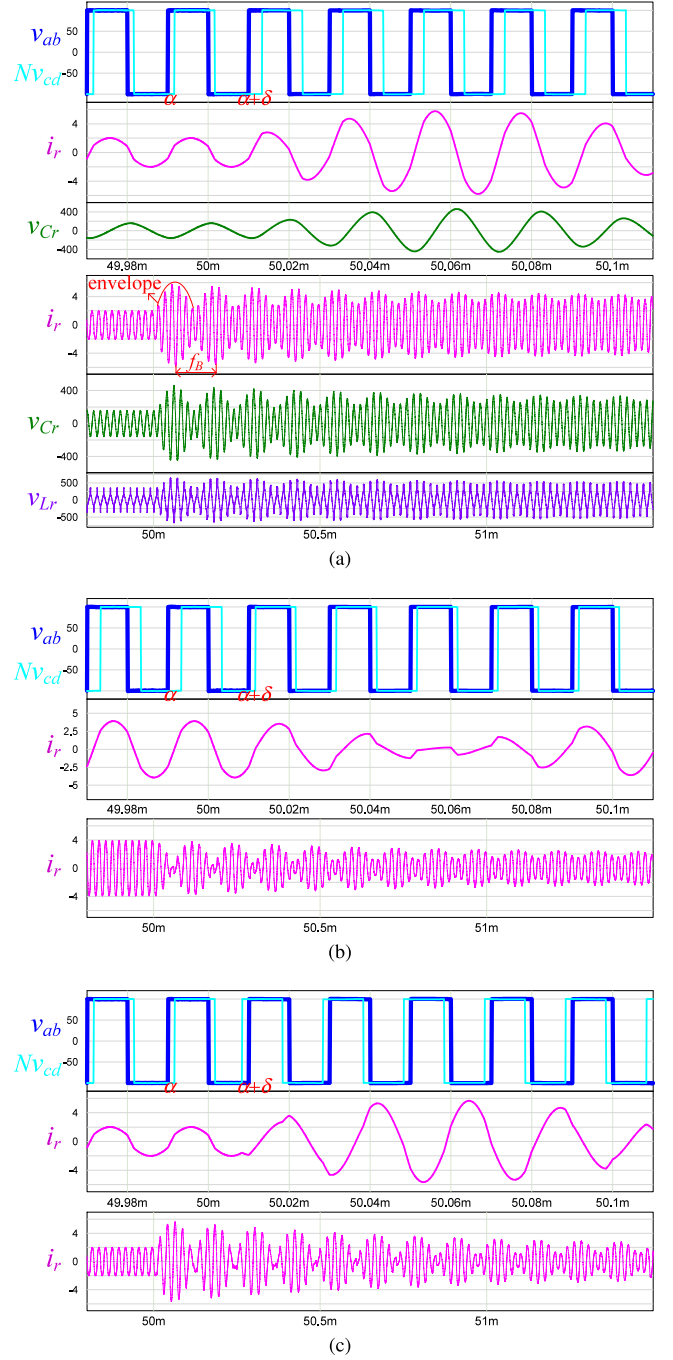 v_ab
Nv_cd
50
0
-50
α
α+δ
i_r
4
0
-4
v_Cr
400
0
-400
49.98m 50m 50.02m 50.04m 50.06m 50.08m 50.1m
envelope
i_r
4
0
-4
f_B
v_Cr
400
0
-400
v_Lr
500
0
-500
50m 50.5m 51m
(a)
v_ab
Nv_cd
50
0
-50
α
α+δ
i_r
5
2.5
0
-2.5
-5
49.98m 50m 50.02m 50.04m 50.06m 50.08m 50.1m
i_r
4
0
-4
50m 50.5m 51m
(b)
v_ab
Nv_cd
50
0
-50
α
α+δ
i_r
4
0
-4
49.98m 50m 50.02m 50.04m 50.06m 50.08m 50.1m
i_r
4
0
-4
50m 50.5m 51m
(c)